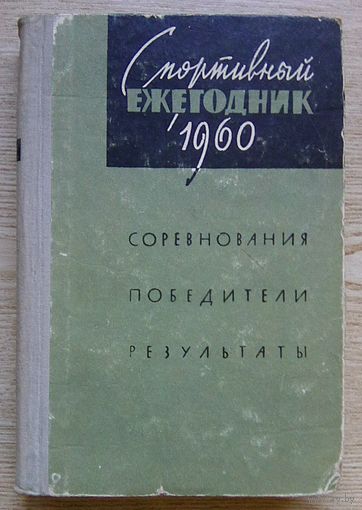 Спортивный
ЕЖЕГОДНИК
1960
СОРЕВНОВАНИЯ
ПОБЕДИТЕЛИ
РЕЗУЛЬТАТЫ